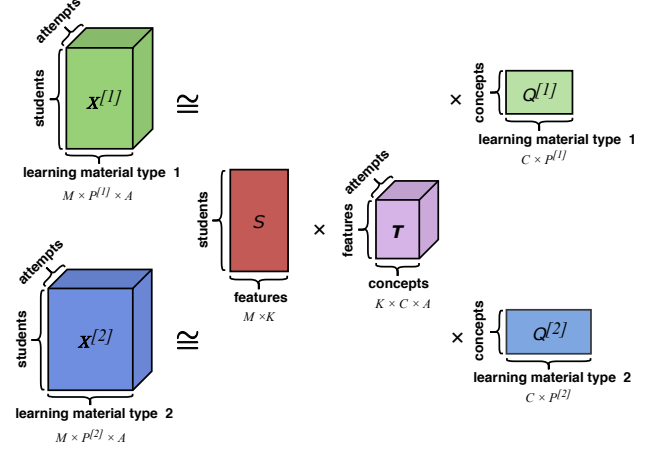 attempts
students
X[1]
≅
learning material type 1
M × P[1] × A
×
concepts
Q[1]
learning material type 1
C × P[1]
students
S
features
M × K
×
attempts
features
T
concepts
K × C × A
attempts
students
X[2]
≅
learning material type 2
M × P[2] × A
×
concepts
Q[2]
learning material type 2
C × P[2]